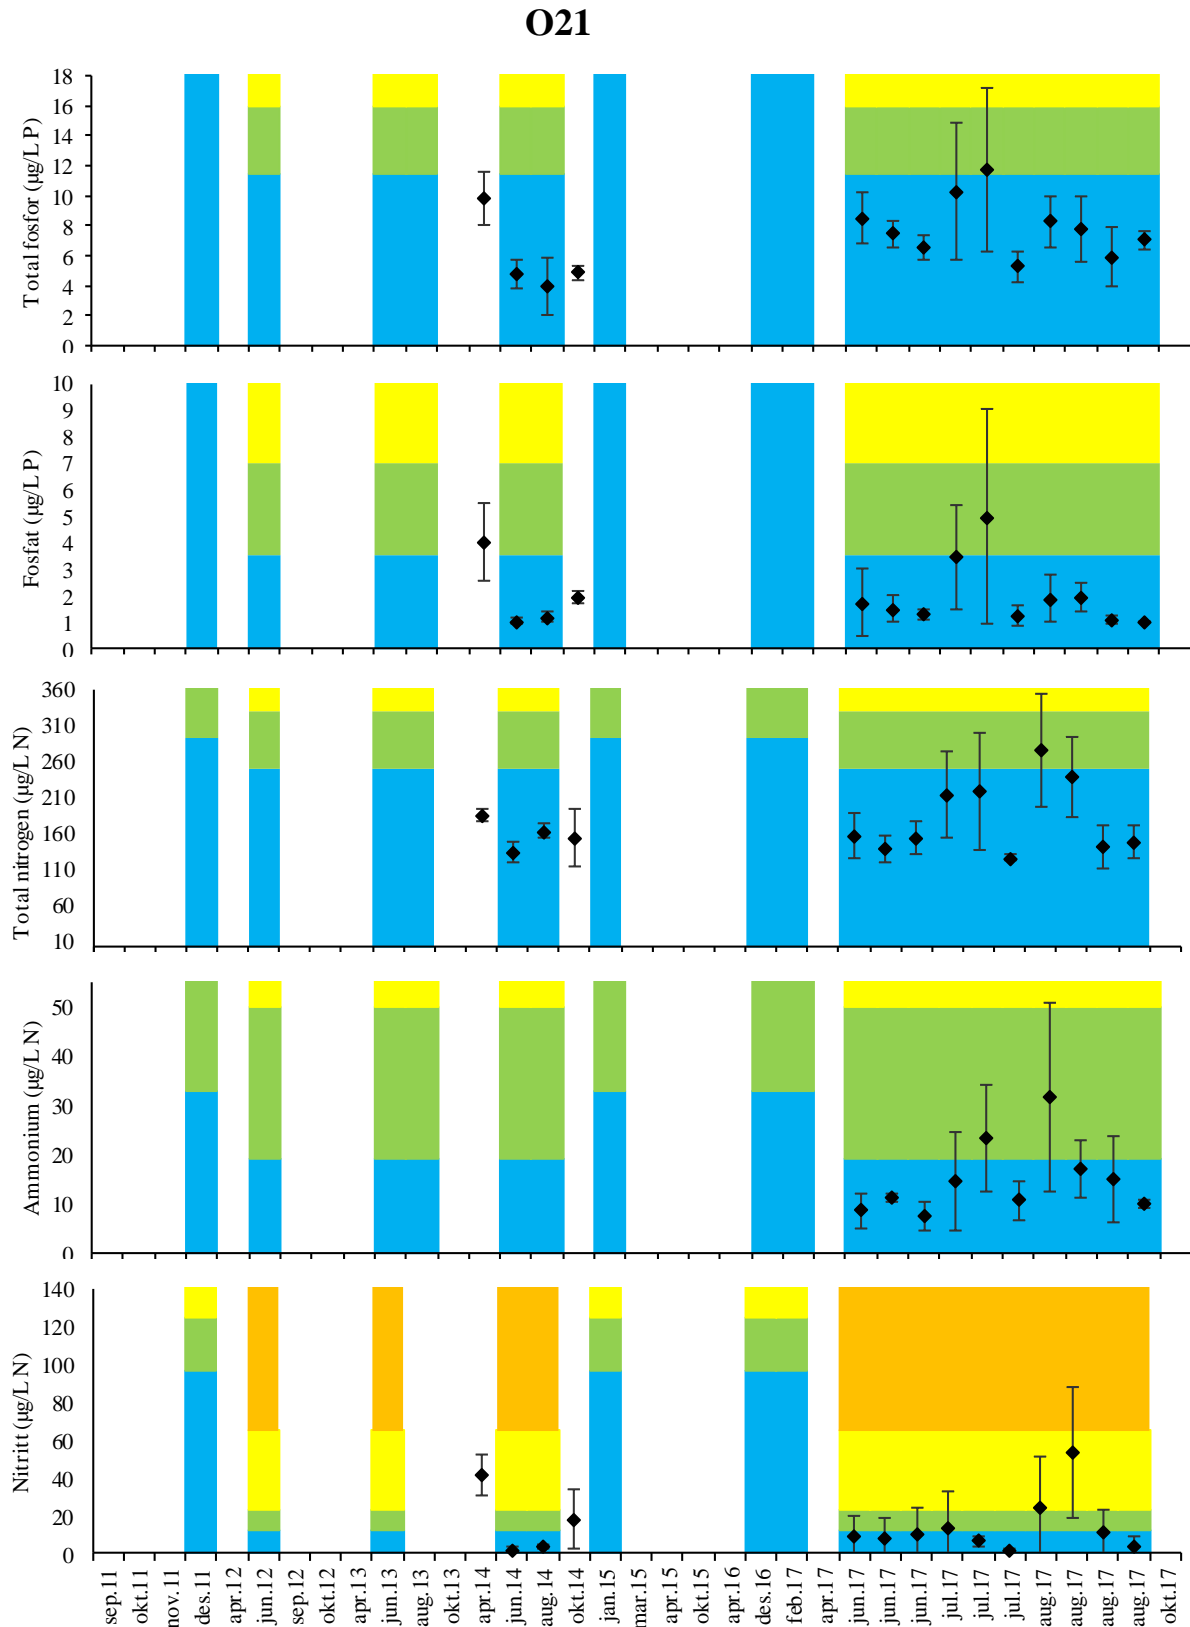 O21
Total fosfor (µg/L P)
18
16
14
12
10
8
6
4
2
0
Fosfat (µg/L P)
10
9
8
7
6
5
4
3
2
1
0
Total nitrogen (µg/L N)
360
310
260
210
160
110
60
10
Ammonium (µg/L N)
50
40
30
20
10
0
Nitritt (µg/L N)
140
120
100
80
60
40
20
0
sep.11
okt.11
nov.11
des.11
apr.12
jun.12
sep.12
okt.12
apr.13
jun.13
aug.13
okt.13
apr.14
jun.14
aug.14
okt.14
jan.15
mar.15
apr.15
okt.15
apr.16
des.16
feb.17
apr.17
jun.17
jun.17
jul.17
jul.17
jul.17
aug.17
aug.17
aug.17
aug.17
okt.17